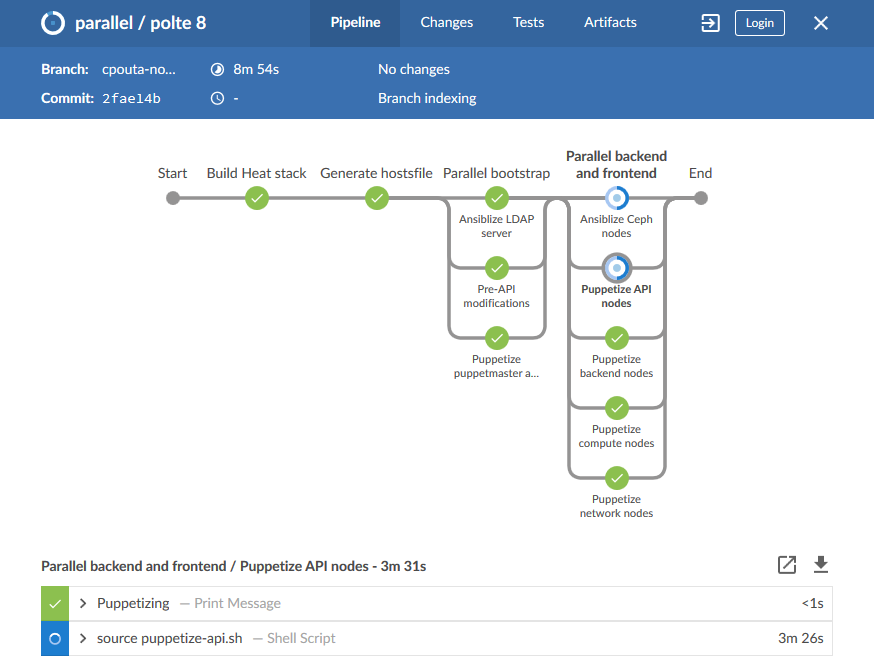 parallel / polte 8
Pipeline
Changes
Tests
Artifacts
Login
Branch: cpouta-no... 8m 54s No changes
Commit: 2fae14b - Branch indexing
Start
Build Heat stack
Generate hostsfile
Parallel bootstrap
Parallel backend
and frontend
End
Ansiblize LDAP
server
Pre-API
modifications
Puppetize
puppetmaster a...
Ansiblize Ceph
nodes
Puppetize API
nodes
Puppetize
backend nodes
Puppetize
compute nodes
Puppetize
network nodes
Parallel backend and frontend / Puppetize API nodes - 3m 31s
Puppetizing — Print Message <1s
source puppetize-api.sh — Shell Script 3m 26s